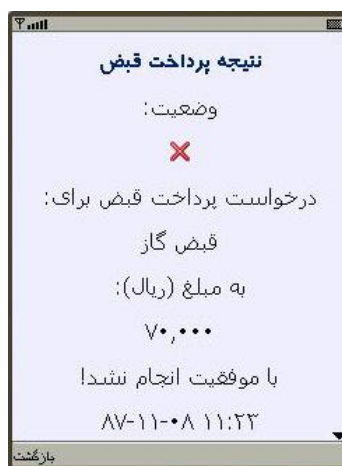 نتیجه پرداخت قبض
وضعیت:
درخواست پرداخت قبض برای:
قبض گاز
به مبلغ (ریال):
۷۰,۰۰۰
با موفقیت انجام نشد!
۸۷-۱۱-۰۸ ۱۱:۲۳
بازگشت